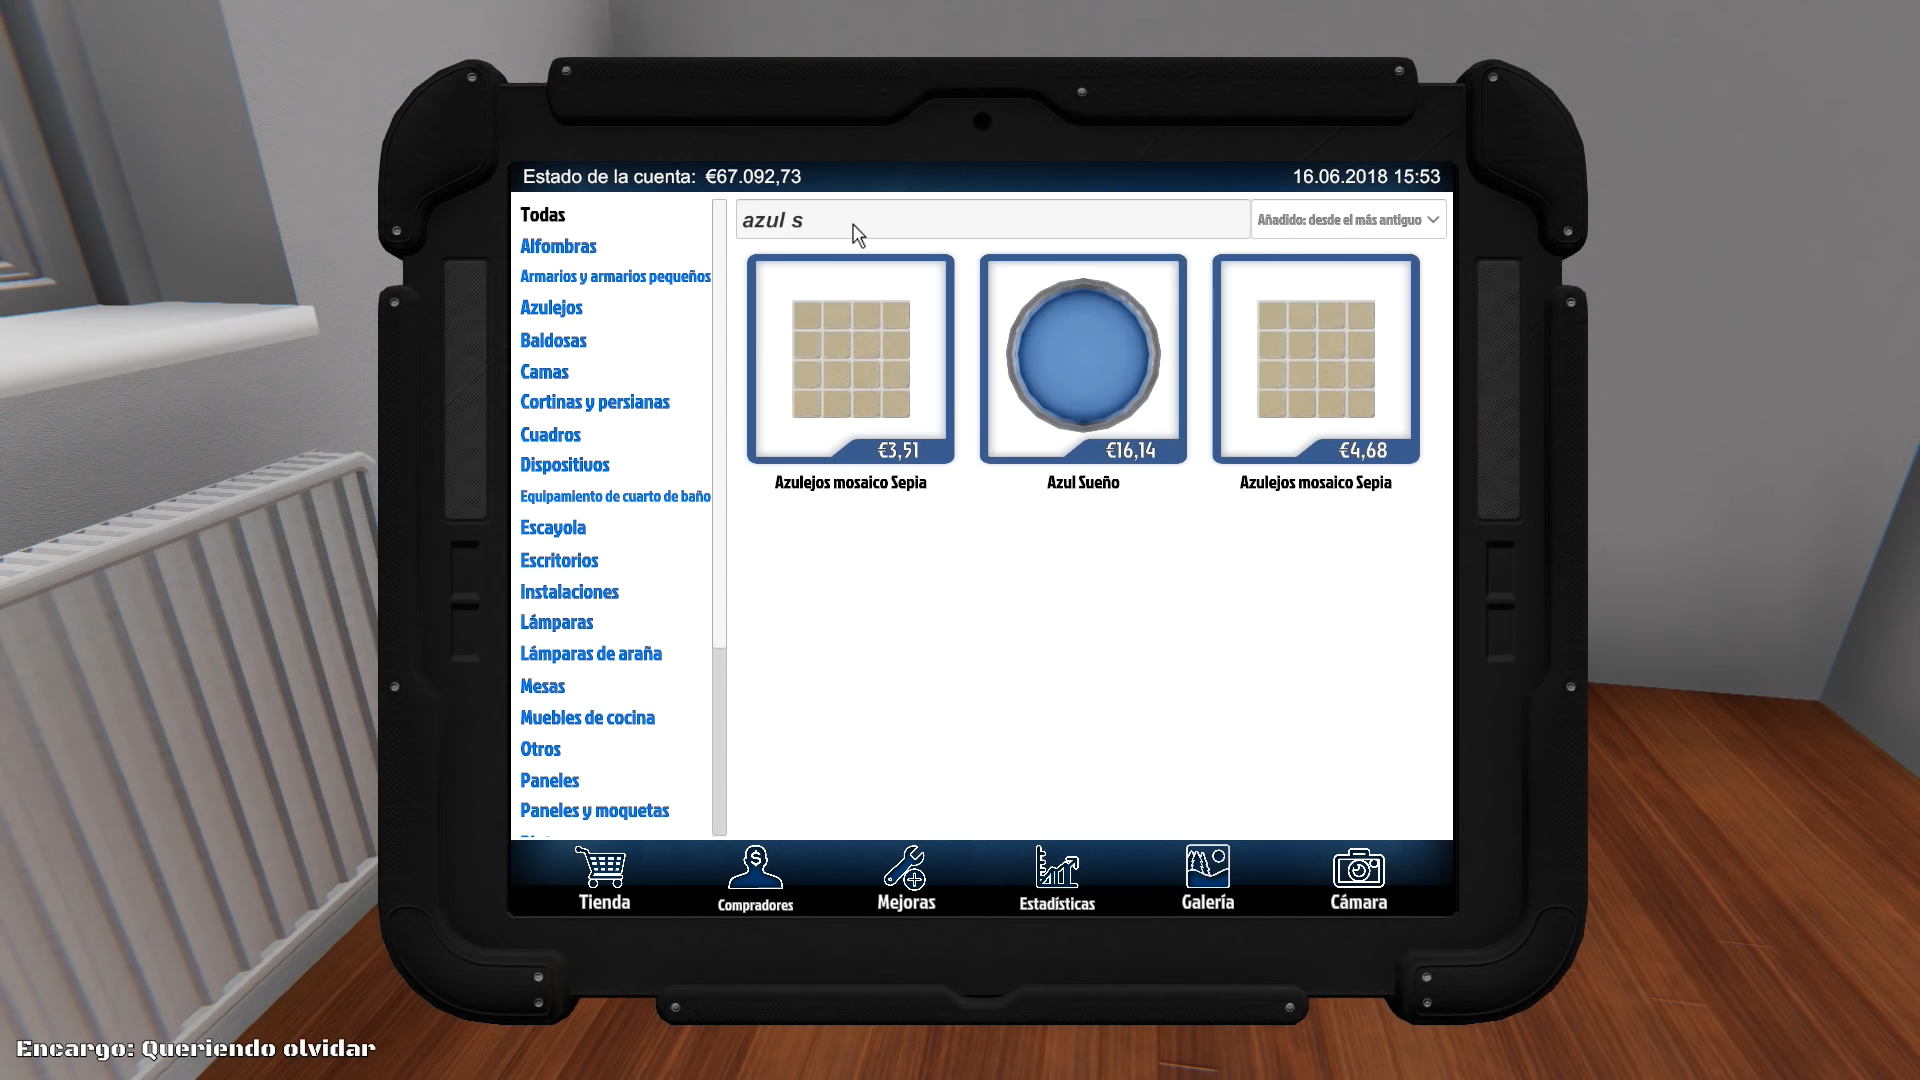 Estado de la cuenta: €67.092,73
16.06.2018 15:53
Todas
Alfombras
Armarios y armarios pequeños
Azulejos
Baldosas
Camas
Cortinas y persianas
Cuadros
Dispositivos
Equipamiento de cuarto de baño
Escayola
Escritorios
Instalaciones
Lámparas
Lámparas de araña
Mesas
Muebles de cocina
Otros
Paneles
Paneles y moquetas
azul s
Añadido: desde el más antiguo
€3,51
Azulejos mosaico Sepia
€16,14
Azul Sueño
€4,68
Azulejos mosaico Sepia
Tienda
Compradores
Mejoras
Estadísticas
Galería
Cámara
Encargo: Queriendo olvidar